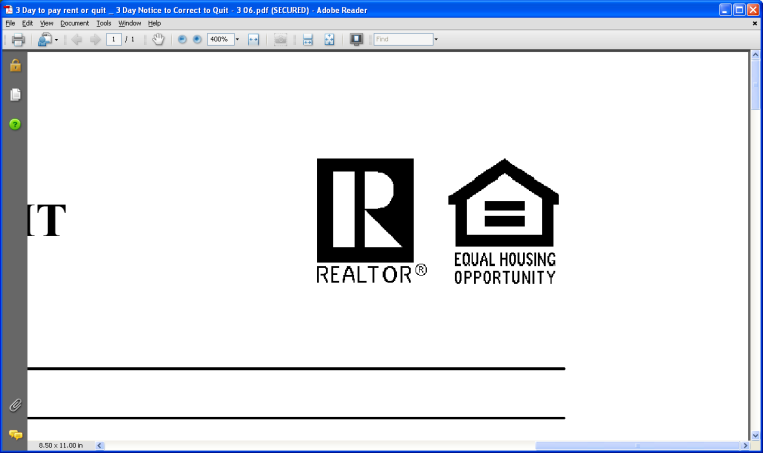 3 Day to pay rent or quit _ 3 Day Notice to Correct to Quit - 3 06.pdf (SECURED) - Adobe Reader
File Edit View Document Tools Window Help
1 / 1 400% Find
IT
REALTOR®
EQUAL HOUSING
OPPORTUNITY
8.50 x 11.00 in